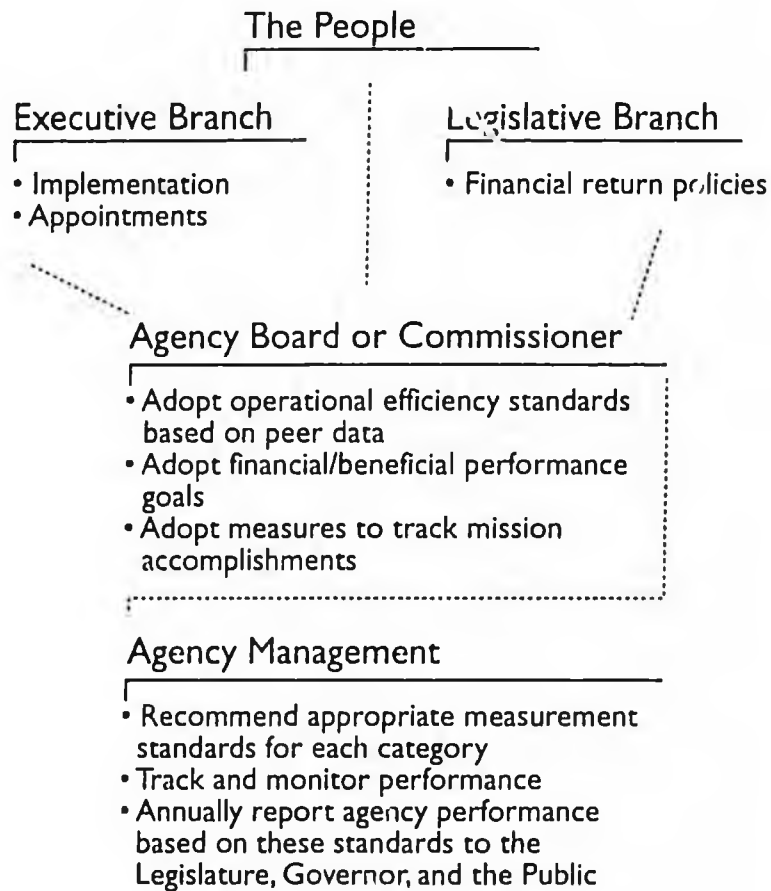 The People
Executive Branch
• Implementation
• Appointments
Legislative Branch
• Financial return policies
Agency Board or Commissioner
• Adopt operational efficiency standards
based on peer data
• Adopt financial/beneficial performance
goals
• Adopt measures to track mission
accomplishments
Agency Management
• Recommend appropriate measurement
standards for each category
• Track and monitor performance
• Annually report agency performance
based on these standards to the
Legislature, Governor, and the Public